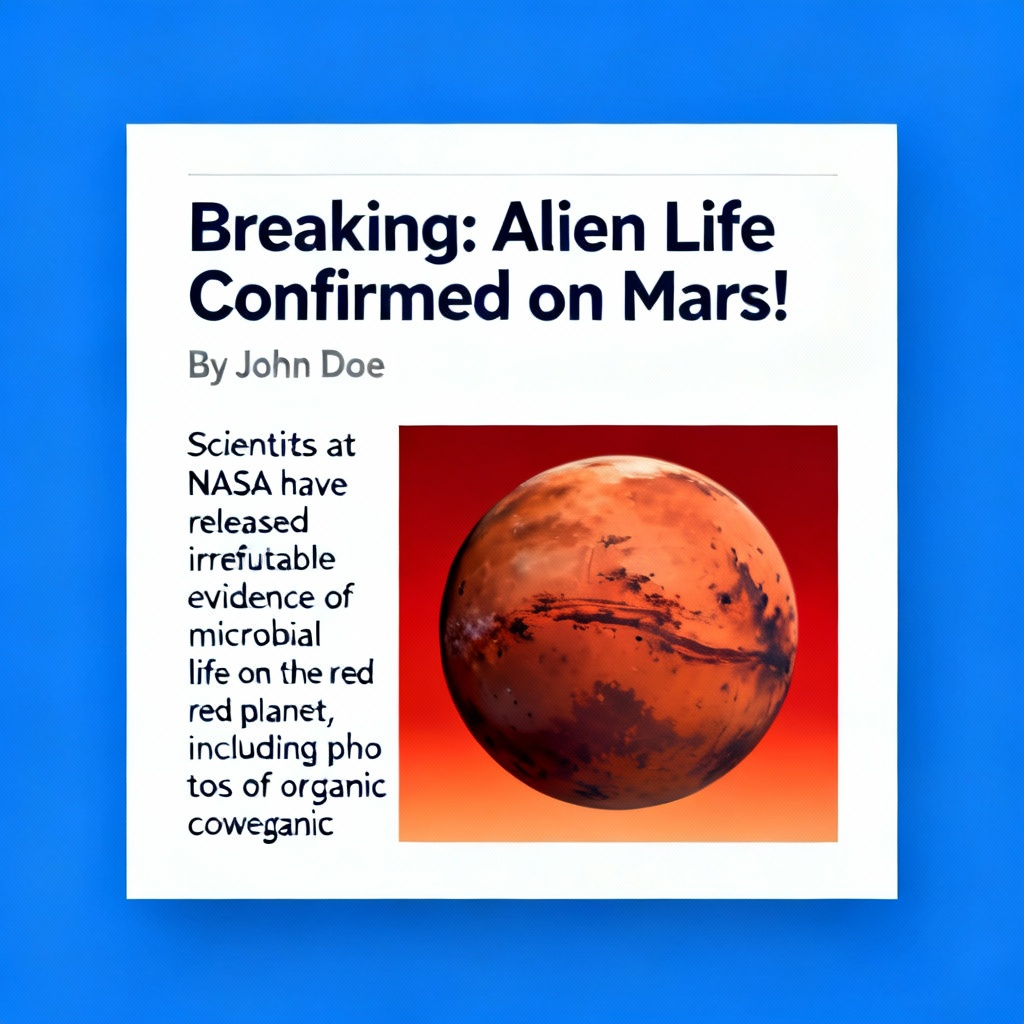 Breaking: Alien Life
Confirmed on Mars!
By John Doe
Scientits at
NASA have
released
irrefutable
evidence of
microbial
life on the red
red planet,
including pho
tos of organic
coweganic